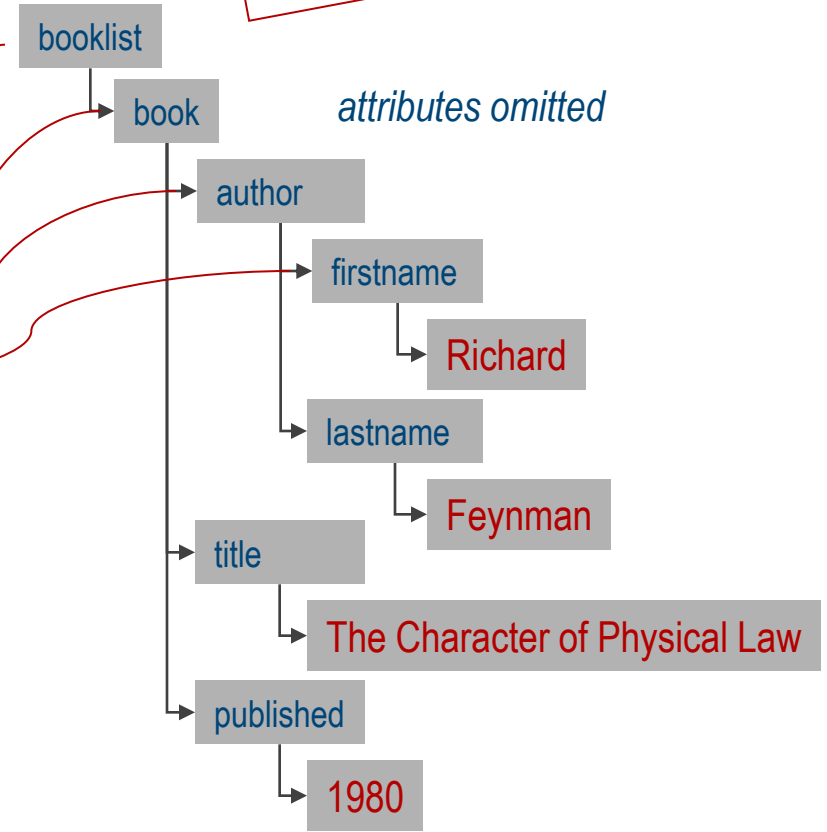 booklist
book
attributes omitted
author
firstname
Richard
lastname
Feynman
title
The Character of Physical Law
published
1980